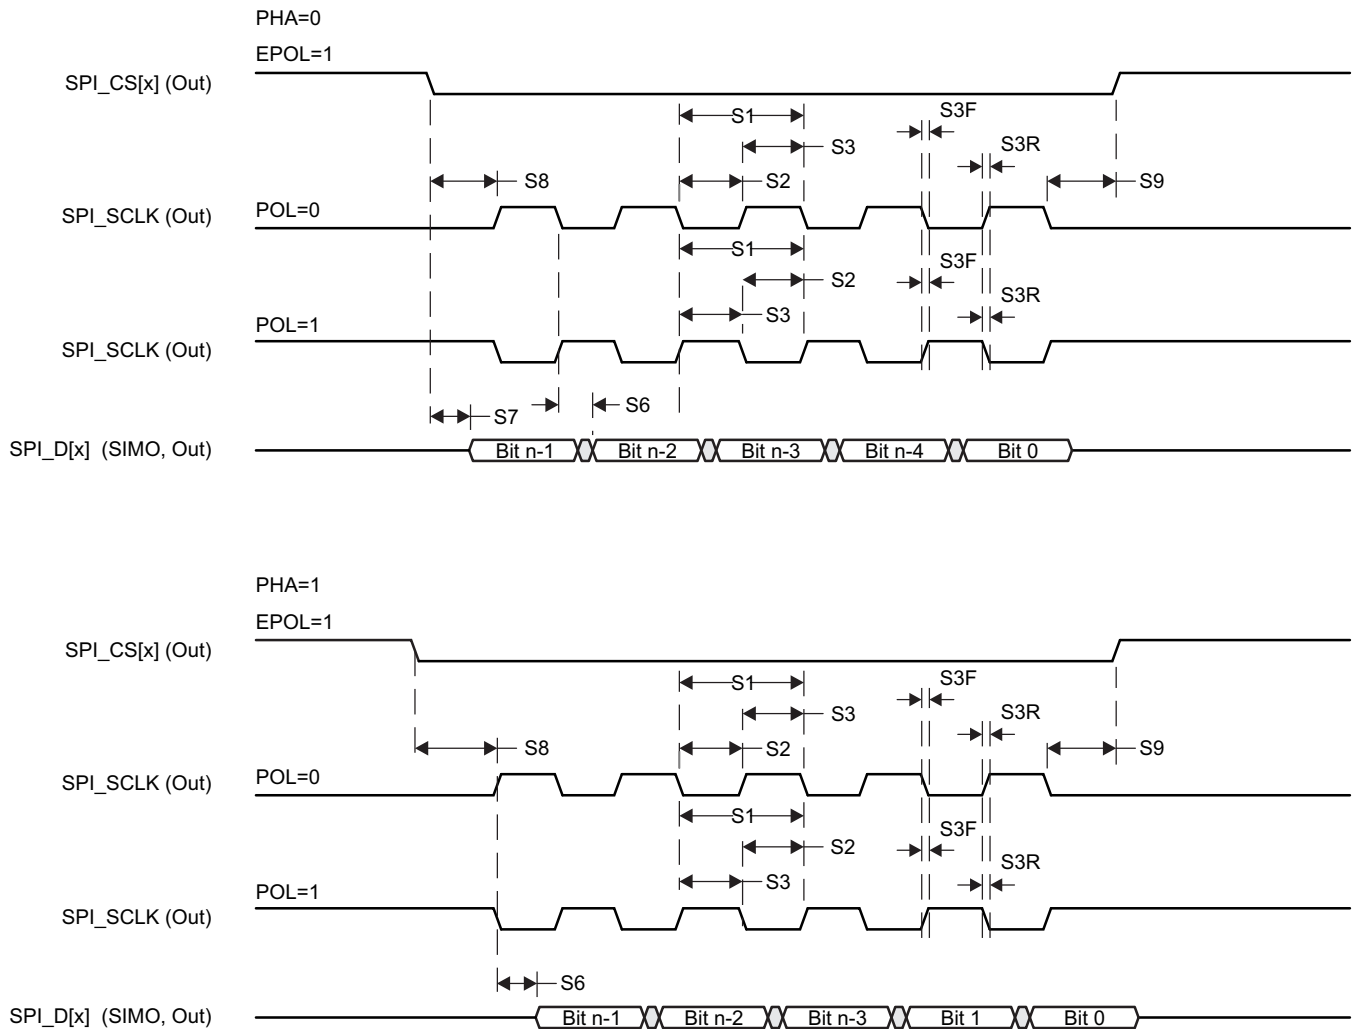 PHA=0
EPOL=1
SPI_CS[x] (Out)
S1
S3F
S3
S3R
S8
S2
S9
SPI_SCLK (Out)
POL=0
S1
S3F
S2
S3R
S3
POL=1
SPI_SCLK (Out)
S7
S6
SPI_D[x] (SIMO, Out)
Bit n-1
Bit n-2
Bit n-3
Bit n-4
Bit 0
PHA=1
EPOL=1
SPI_CS[x] (Out)
S1
S3F
S3
S3R
S8
S2
S9
SPI_SCLK (Out)
POL=0
S1
S3F
S2
S3R
S3
POL=1
SPI_SCLK (Out)
S6
SPI_D[x] (SIMO, Out)
Bit n-1
Bit n-2
Bit n-3
Bit 1
Bit 0